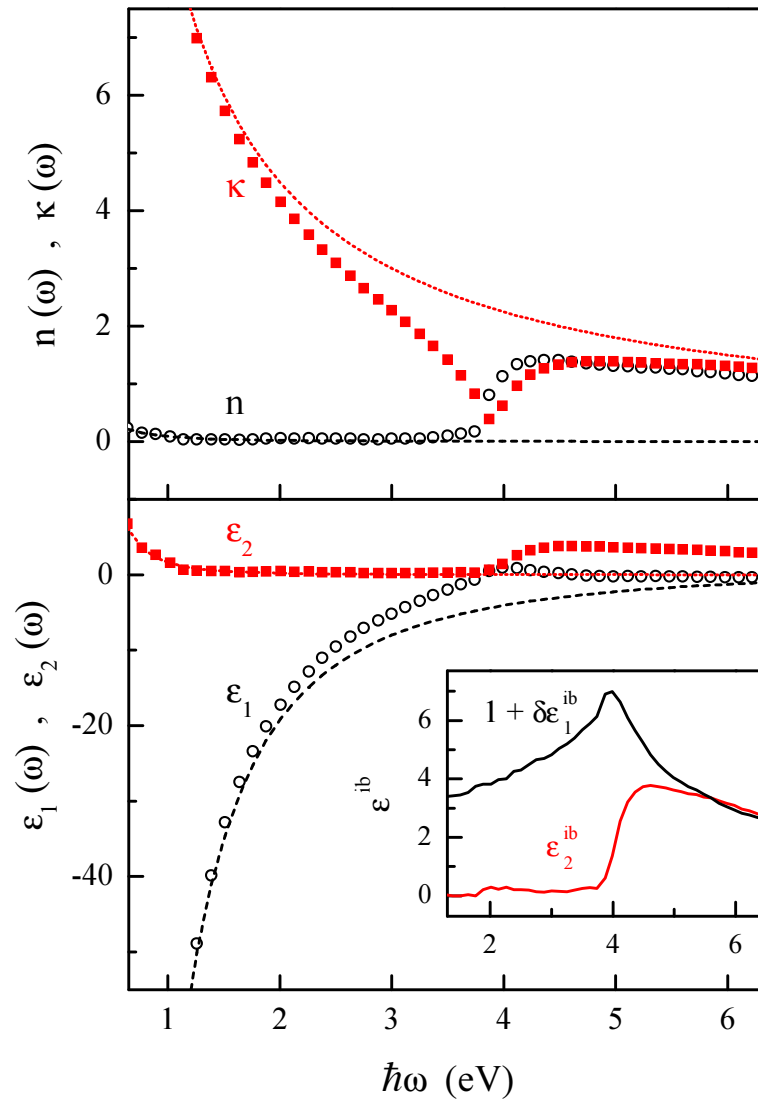 n (ω) , κ (ω)
6
4
2
0
κ
n
ε₁ (ω) , ε₂ (ω)
0
-20
-40
ε₂
ε₁
εⁱᵇ
6
4
2
0
1 + δε₁ⁱᵇ
ε₂ⁱᵇ
2 4 6
1 2 3 4 5 6
ħω (eV)